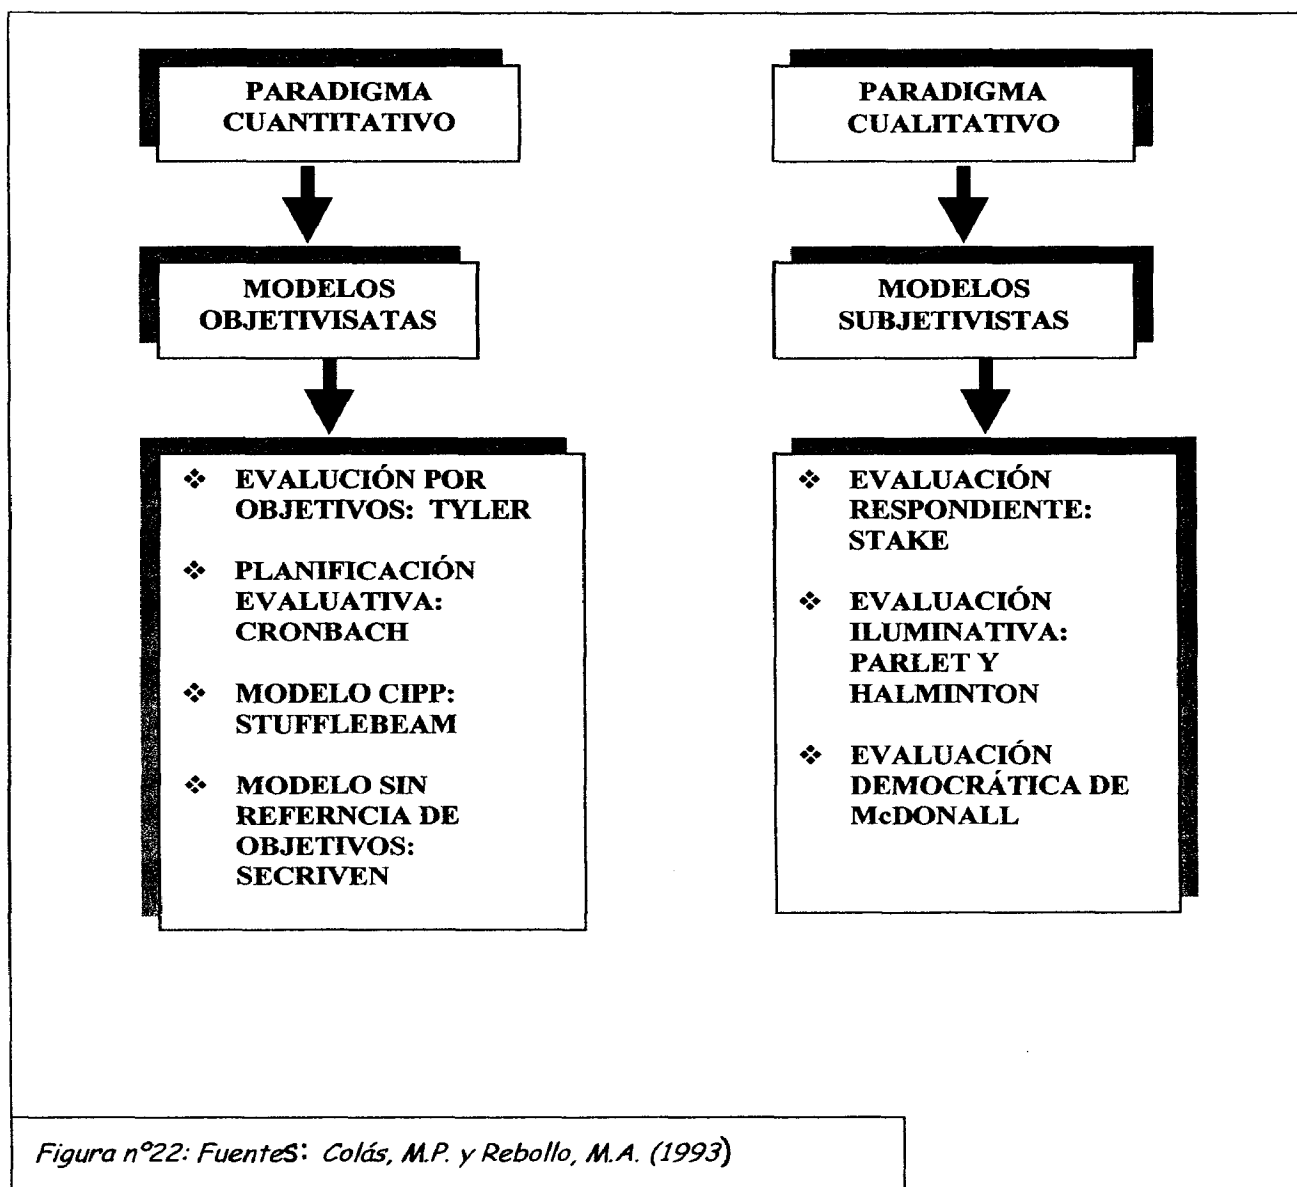 PARADIGMA
CUANTITATIVO
MODELOS
OBJETIVISATAS
❖ EVALUCIÓN POR
OBJETIVOS: TYLER
❖ PLANIFICACIÓN
EVALUATIVA:
CRONBACH
❖ MODELO CIPP:
STUFFLEBEAM
❖ MODELO SIN
REFERNCIA DE
OBJETIVOS:
SECRIVEN
PARADIGMA
CUALITATIVO
MODELOS
SUBJETIVISTAS
❖ EVALUACIÓN
RESPONDIENTE:
STAKE
❖ EVALUACIÓN
ILUMINATIVA:
PARLET Y
HALMINTON
❖ EVALUACIÓN
DEMOCRÁTICA DE
McDONALL
Figura nº22: FuenteS: Colás, M.P. y Rebollo, M.A. (1993)